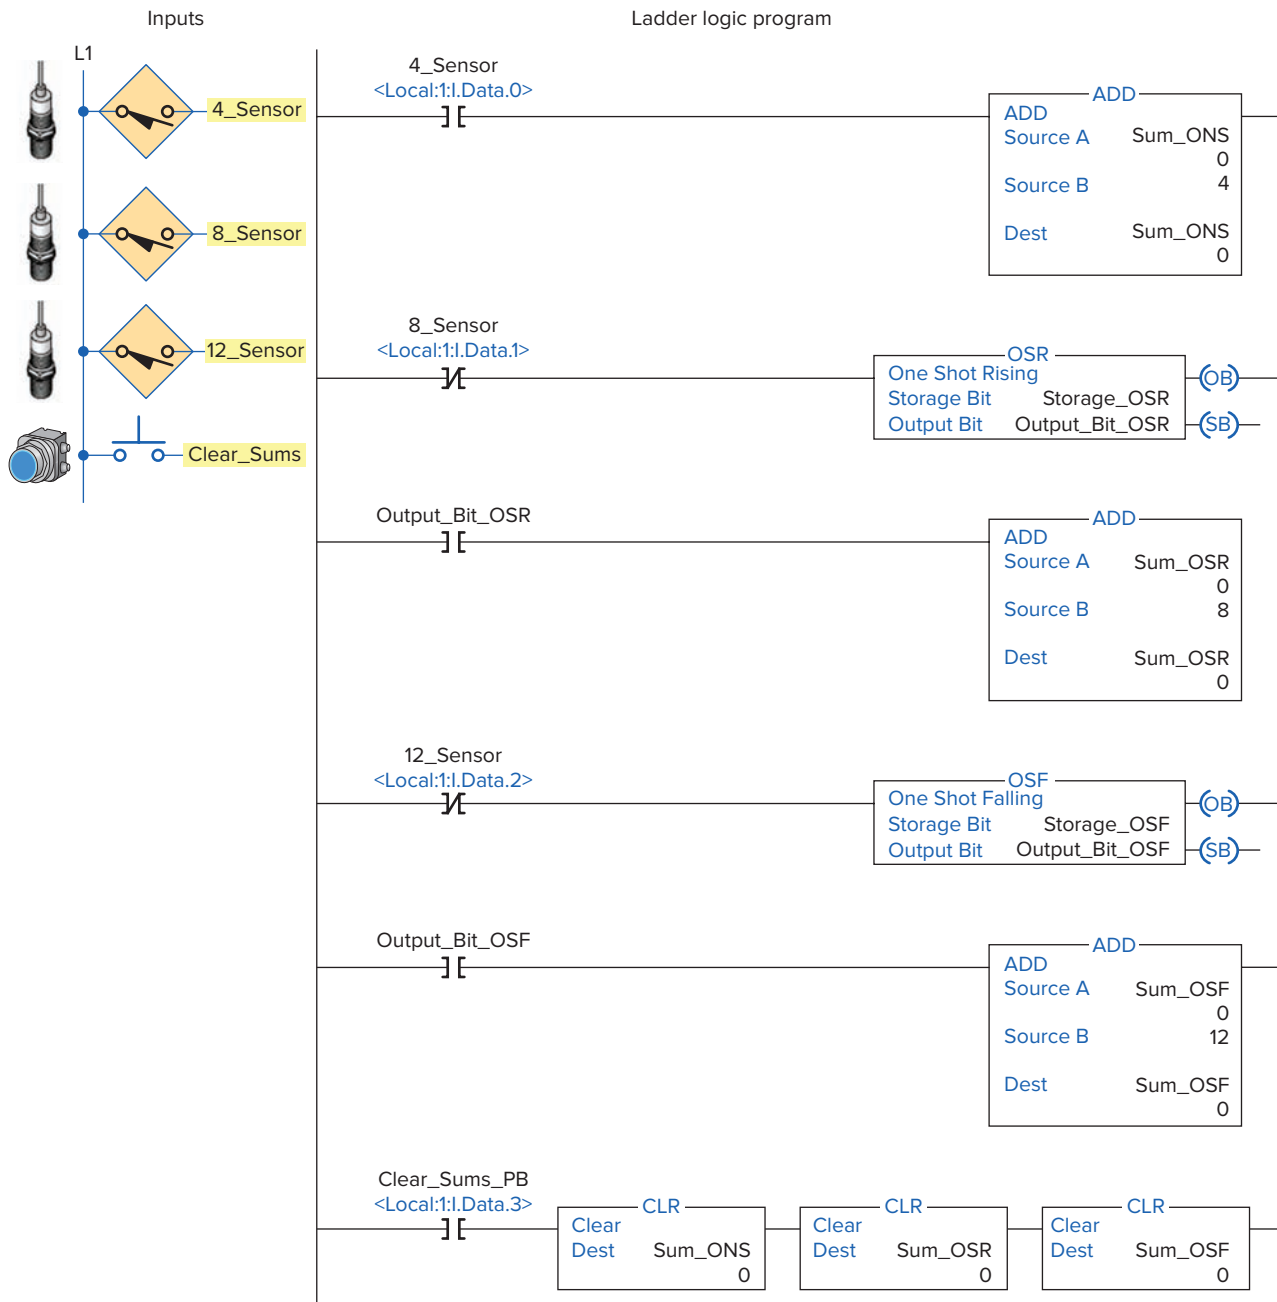 Inputs
Ladder logic program
L1
4_Sensor
8_Sensor
12_Sensor
Clear_Sums
4_Sensor
<Local:1:I.Data.0>
ADD
ADD
Source A Sum_ONS
0
Source B 4
Dest Sum_ONS
0
8_Sensor
<Local:1:I.Data.1>
OSR
One Shot Rising
Storage Bit Storage_OSR
Output Bit Output_Bit_OSR
OB
SB
Output_Bit_OSR
ADD
ADD
Source A Sum_OSR
0
Source B 8
Dest Sum_OSR
0
12_Sensor
<Local:1:I.Data.2>
OSF
One Shot Falling
Storage Bit Storage_OSF
Output Bit Output_Bit_OSF
OB
SB
Output_Bit_OSF
ADD
ADD
Source A Sum_OSF
0
Source B 12
Dest Sum_OSF
0
Clear_Sums_PB
<Local:1:I.Data.3>
CLR
Clear
Dest Sum_ONS
0
CLR
Clear
Dest Sum_OSR
0
CLR
Clear
Dest Sum_OSF
0